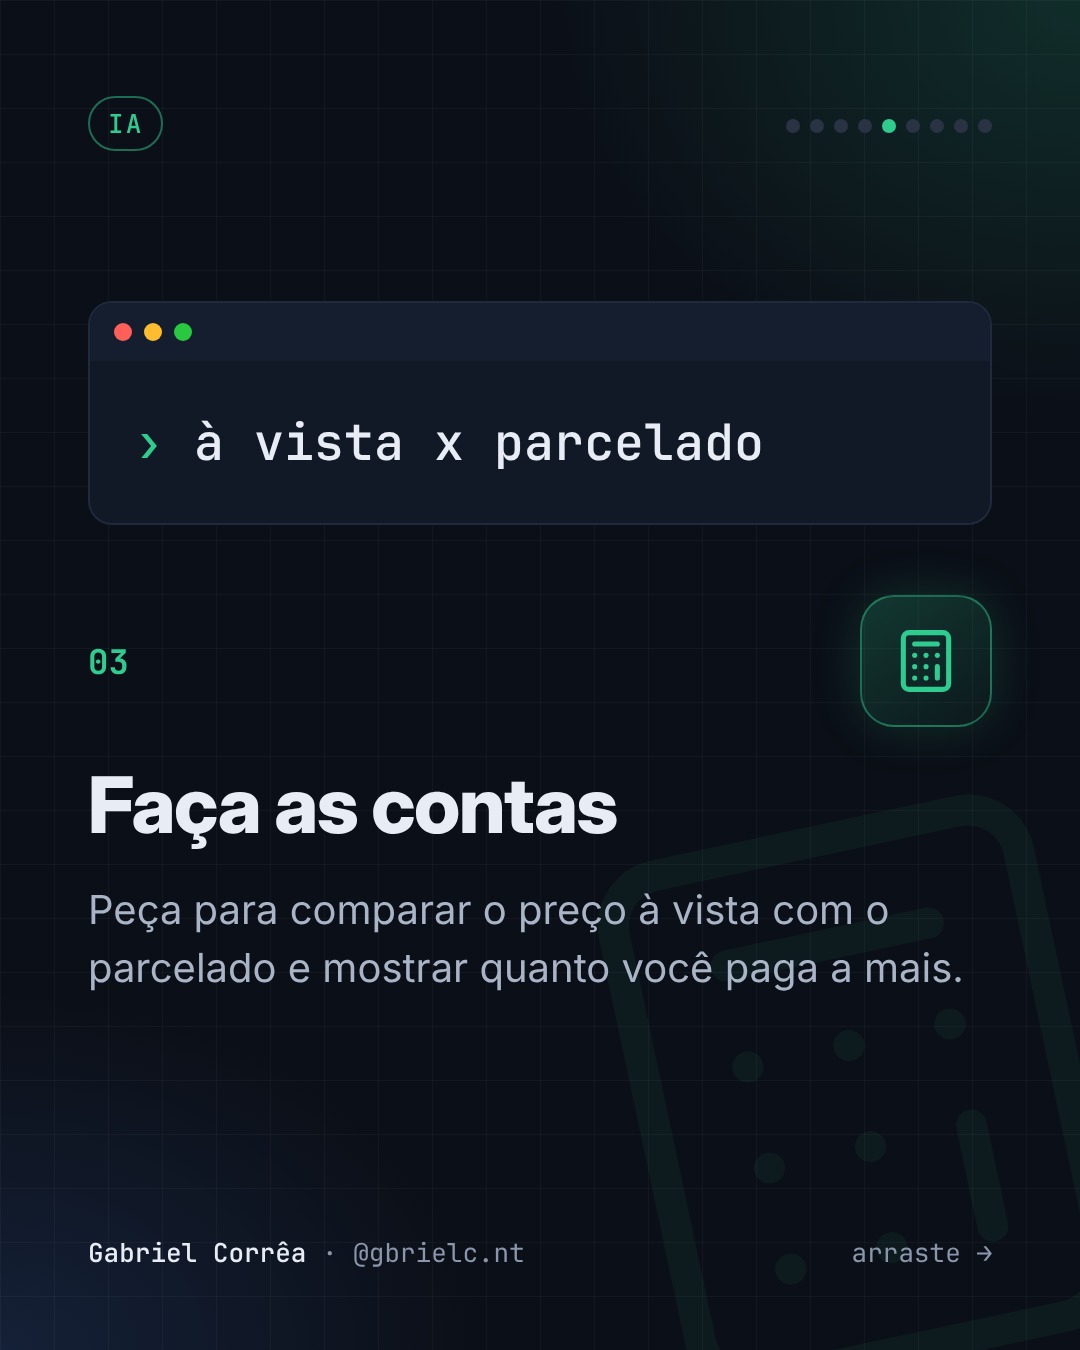 IA
› à vista x parcelado
03
Faça as contas
Peça para comparar o preço à vista com o
parcelado e mostrar quanto você paga a mais.
Gabriel Corrêa · @gbrielc.nt
arraste →